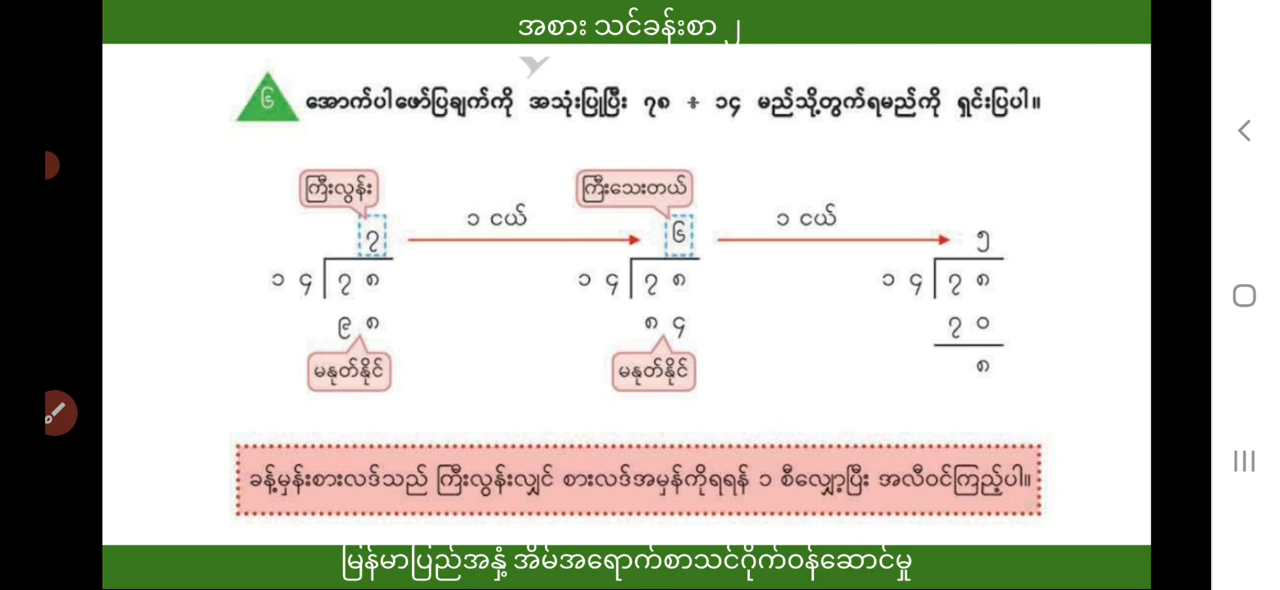 အစား သင်ခန်းစာ ၂
၆ အောက်ပါဖော်ပြချက်ကို အသုံးပြုပြီး ၇၈ ÷ ၁၄ မည်သို့တွက်ရမည်ကို ရှင်းပြပါ။
ကြီးလွန်း ကြီးသေးတယ်
၁ ငယ် ၁ ငယ်
၇ ၆ ၅
၁ ၄ ၇ ၈ ၁ ၄ ၇ ၈ ၁ ၄ ၇ ၈
၉ ၈ ၈ ၄ ၇ ၀
မနုတ်နိုင် မနုတ်နိုင် ၈
ခန့်မှန်းစားလဒ်သည် ကြီးလွန်းလျှင် စားလဒ်အမှန်ကိုရရန် ၁ စီလျှော့ပြီး အလီဝင်ကြည့်ပါ။
မြန်မာပြည်အနှံ့ အိမ်အရောက်စာသင်ဂိုက်ဝန်ဆောင်မှု